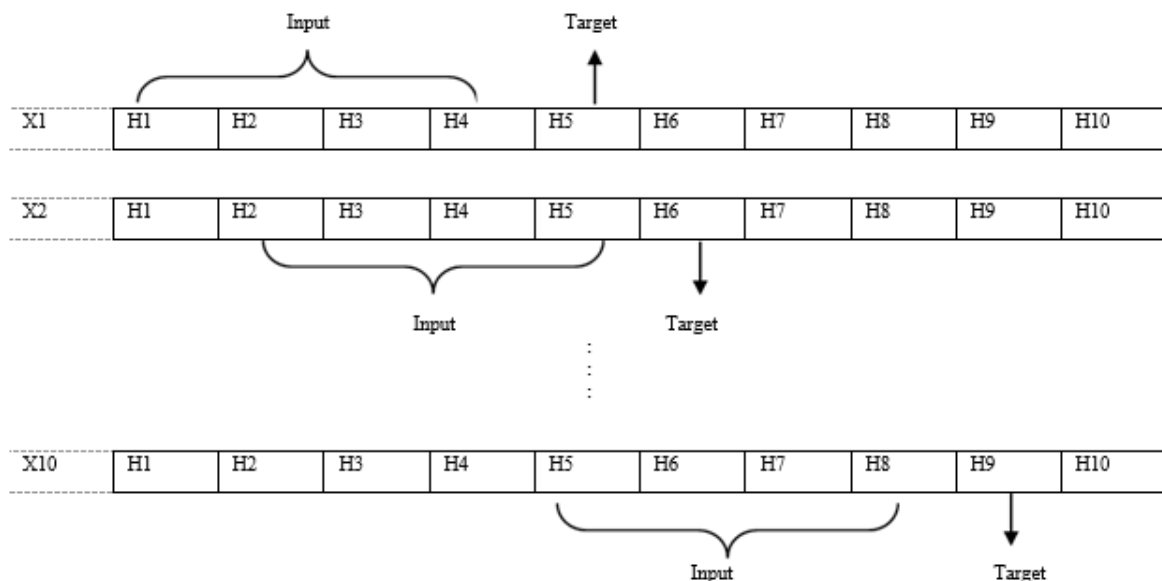 Input Target
X1 H1 H2 H3 H4 H5 H6 H7 H8 H9 H10
X2 H1 H2 H3 H4 H5 H6 H7 H8 H9 H10
Input Target
X10 H1 H2 H3 H4 H5 H6 H7 H8 H9 H10
Input Target